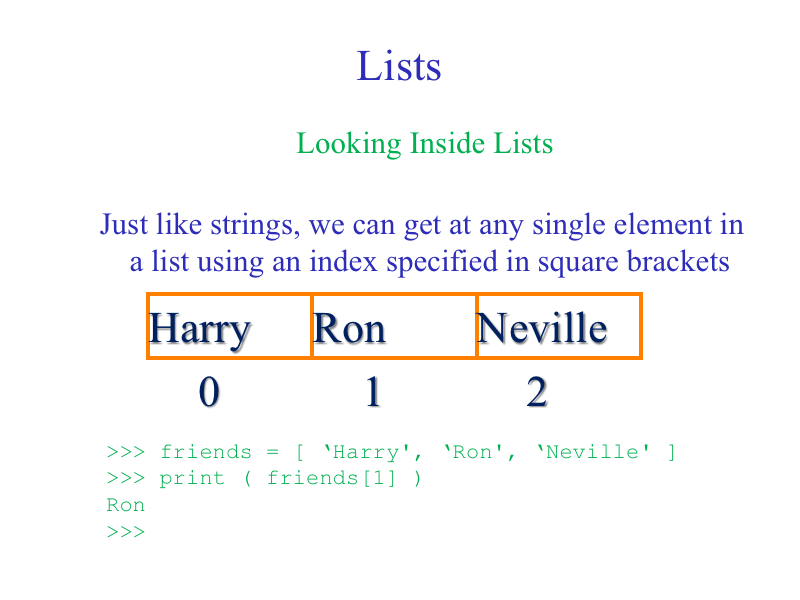 Lists
Looking Inside Lists
Just like strings, we can get at any single element in
a list using an index specified in square brackets
Harry Ron Neville
0 1 2
>>> friends = [ ‘Harry', ‘Ron', ‘Neville' ]
>>> print ( friends[1] )
Ron
>>>